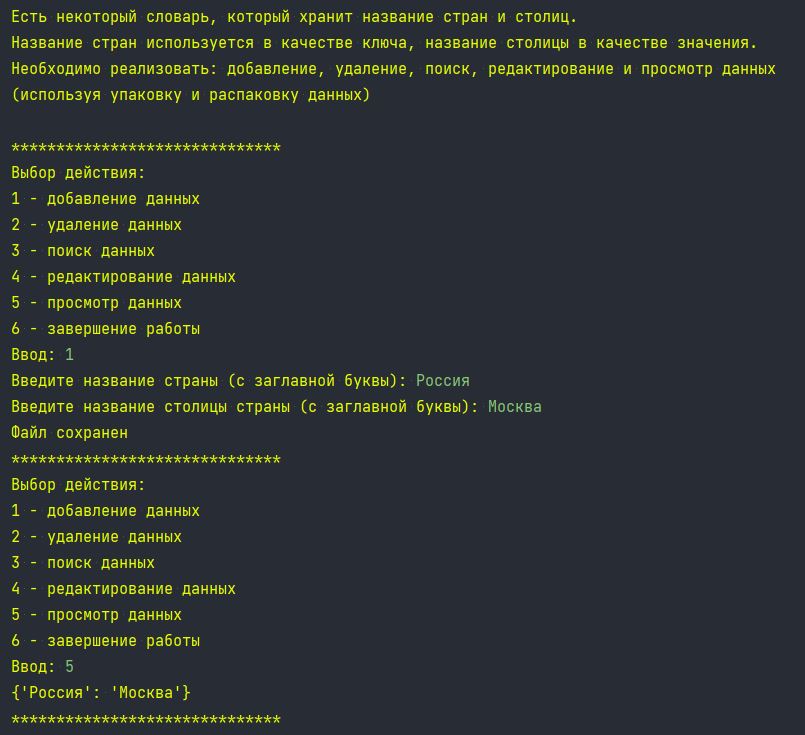 Есть некоторый словарь, который хранит название стран и столиц.
Название стран используется в качестве ключа, название столицы в качестве значения.
Необходимо реализовать: добавление, удаление, поиск, редактирование и просмотр данных
(используя упаковку и распаковку данных)
******************************
Выбор действия:
1 - добавление данных
2 - удаление данных
3 - поиск данных
4 - редактирование данных
5 - просмотр данных
6 - завершение работы
Ввод: 1
Введите название страны (с заглавной буквы): Россия
Введите название столицы страны (с заглавной буквы): Москва
Файл сохранен
******************************
Выбор действия:
1 - добавление данных
2 - удаление данных
3 - поиск данных
4 - редактирование данных
5 - просмотр данных
6 - завершение работы
Ввод: 5
{'Россия': 'Москва'}
******************************